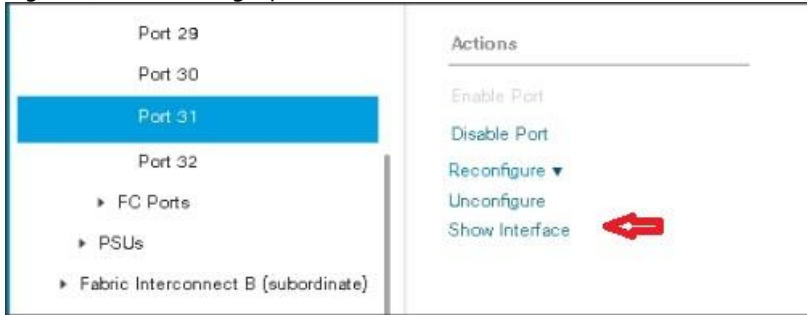 Port 29
Port 30
Port 31
Port 32
FC Ports
PSUs
Fabric Interconnect B (subordinate)
Actions
Enable Port
Disable Port
Reconfigure
Unconfigure
Show Interface